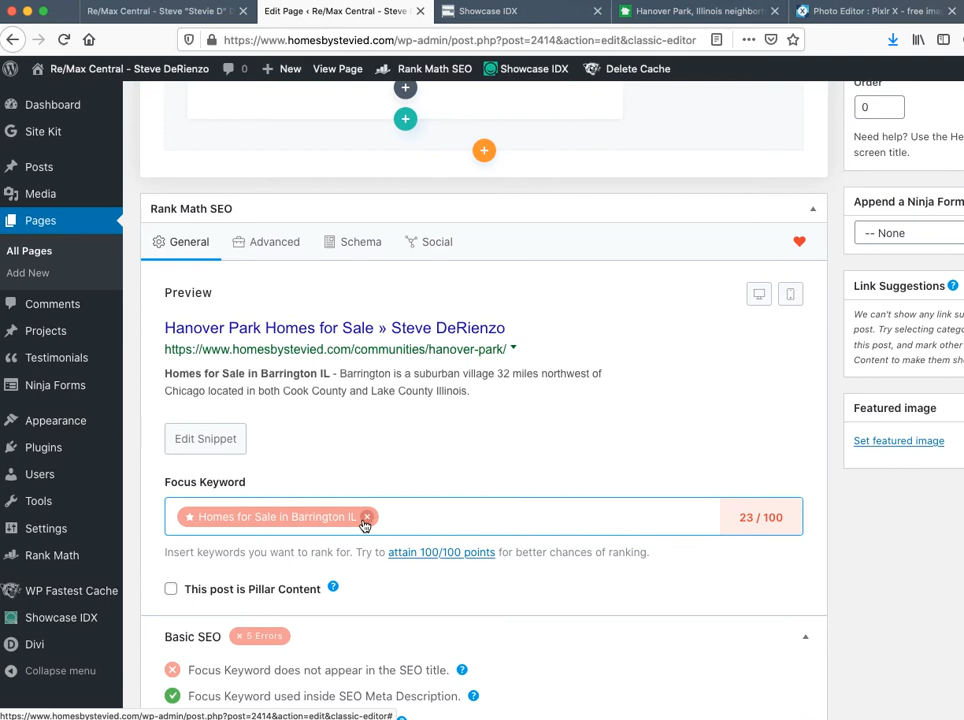 Re/Max Central - Steve "Stevie D"
Edit Page ‹ Re/Max Central - Steve
Showcase IDX
Hanover Park, Illinois neighbor
Photo Editor : Pixlr X - free ima
https://www.homesbystevied.com/wp-admin/post.php?post=2414&action=edit&classic-editor
Re/Max Central - Steve DeRienzo
0
New
View Page
Rank Math SEO
Showcase IDX
Delete Cache
Dashboard
Site Kit
Posts
Media
Pages
All Pages
Add New
Comments
Projects
Testimonials
Ninja Forms
Appearance
Plugins
Users
Tools
Settings
Rank Math
WP Fastest Cache
Showcase IDX
Divi
Collapse menu
Rank Math SEO
General
Advanced
Schema
Social
Preview
Hanover Park Homes for Sale » Steve DeRienzo
https://www.homesbystevied.com/communities/hanover-park/
Homes for Sale in Barrington IL - Barrington is a suburban village 32 miles northwest of
Chicago located in both Cook County and Lake County Illinois.
Edit Snippet
Focus Keyword
Homes for Sale in Barrington IL
23 / 100
Insert keywords you want to rank for. Try to attain 100/100 points for better chances of ranking.
This post is Pillar Content
Basic SEO
× 5 Errors
Focus Keyword does not appear in the SEO title.
Focus Keyword used inside SEO Meta Description.
https://www.homesbystevied.com/wp-admin/post.php?post=2414&action=edit&classic-editor#
Order
0
Need help? Use the He
screen title.
Append a Ninja Form
-- None
Link Suggestions
We can't show any link su
post. Try selecting catego
this post, and mark other
Content to make them sh
Featured image
Set featured image